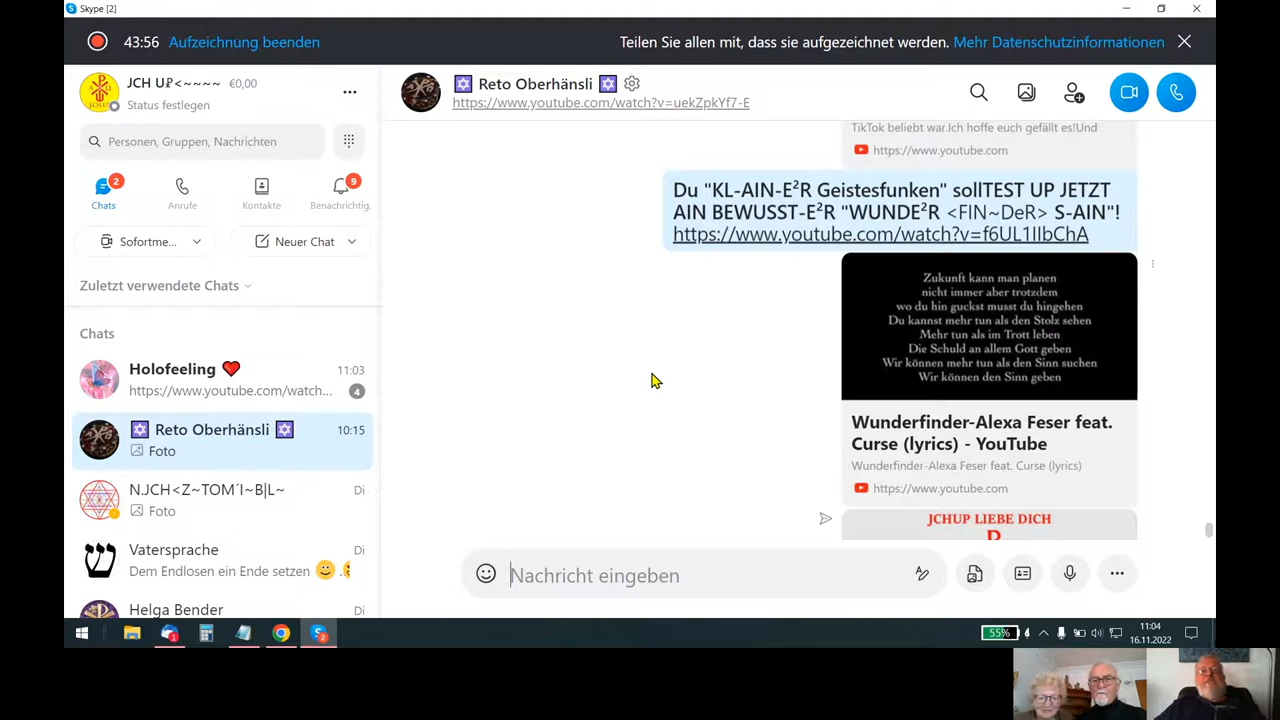 Skype [2]
43:56 Aufzeichnung beenden
Teilen Sie allen mit, dass sie aufgezeichnet werden. Mehr Datenschutzinformationen
JCH UP<~~~~ €0,00
Status festlegen
Personen, Gruppen, Nachrichten
2
9
Chats Anrufe Kontakte Benachrichtig.
Sofortme... Neuer Chat
Zuletzt verwendete Chats
Chats
Holofeeling 11:03
https://www.youtube.com/watch... 4
Reto Oberhänsli 10:15
Foto
N.JCH<Z~TOM´I~B|L~ Di
Foto
Vatersprache Di
Dem Endlosen ein Ende setzen
Helga Bender Di
Reto Oberhänsli
https://www.youtube.com/watch?v=uekZpkYf7-E
TikTok beliebt war.Ich hoffe euch gefällt es!Und
https://www.youtube.com
Du "KL-AIN-E²R Geistesfunken" sollTEST UP JETZT
AIN BEWUSST-E²R "WUNDE²R <FIN~DeR> S-AIN"!
https://www.youtube.com/watch?v=f6UL1IIbChA
Zukunft kann man planen
nicht immer aber trotzdem
wo du hin guckst musst du hingehen
Du kannst mehr tun als den Stolz sehen
Mehr tun als im Trott leben
Die Schuld an allem Gott geben
Wir können mehr tun als den Sinn suchen
Wir können den Sinn geben
Wunderfinder-Alexa Feser feat.
Curse (lyrics) - YouTube
Wunderfinder-Alexa Feser feat. Curse (lyrics)
https://www.youtube.com
JCHUP LIEBE DICH
Nachricht eingeben
2
55%
11:04
16.11.2022